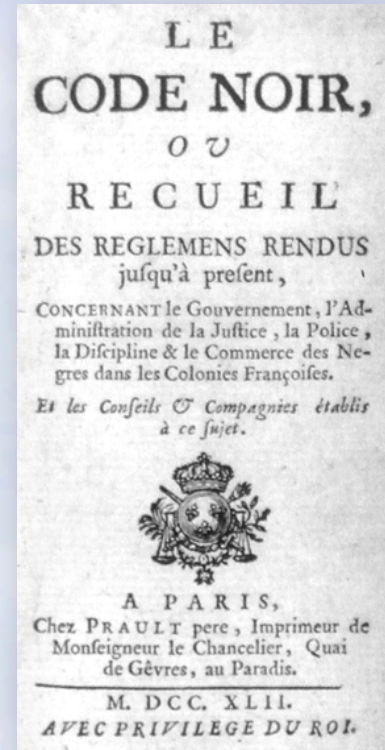 LE
CODE NOIR,
OU
RECUEIL
DES REGLEMENS RENDUS
juſqu'à preſent,
CONCERNANT le Gouvernement, l'Ad-
miniſtration de la Juſtice, la Police,
la Diſcipline & le Commerce des Ne-
gres dans les Colonies Françoiſes.
Et les Conſeils & Compagnies établis
à ce ſujet.
A PARIS,
Chez PRAULT pere, Imprimeur de
Monſeigneur le Chancelier, Quai
de Gêvres, au Paradis.
M. DCC. XLII.
AVEC PRIVILEGE DU ROI.